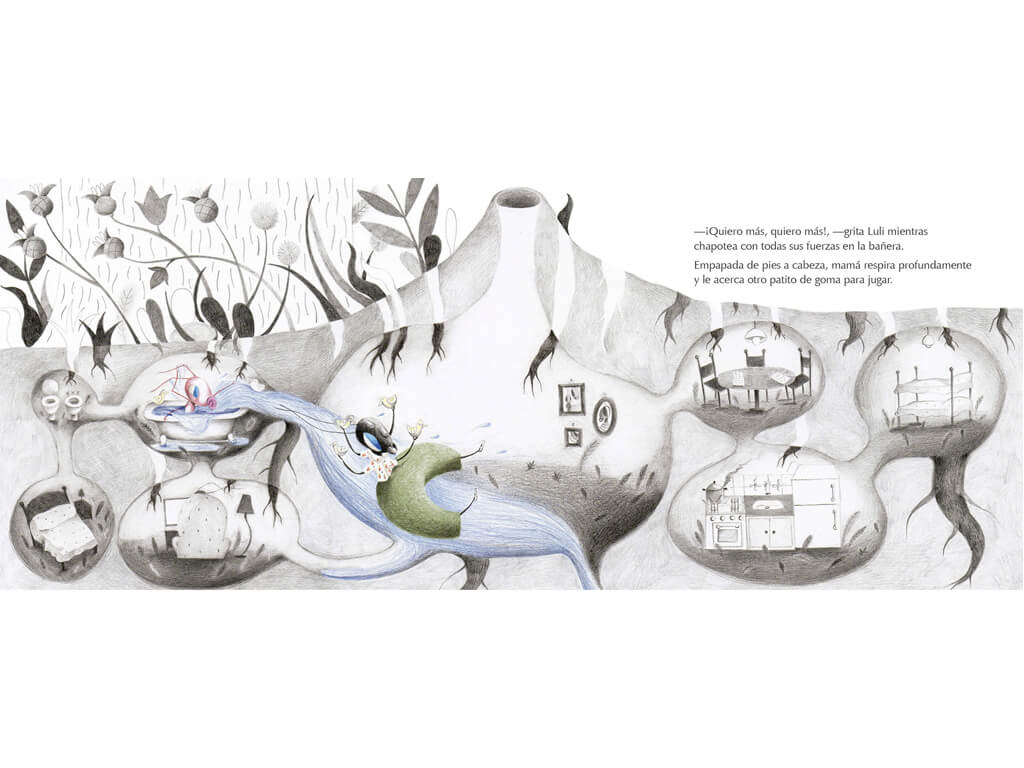 —¡Quiero más, quiero más!, —grita Luli mientras
chapotea con todas sus fuerzas en la bañera.
Empapada de pies a cabeza, mamá respira profundamente
y le acerca otro patito de goma para jugar.